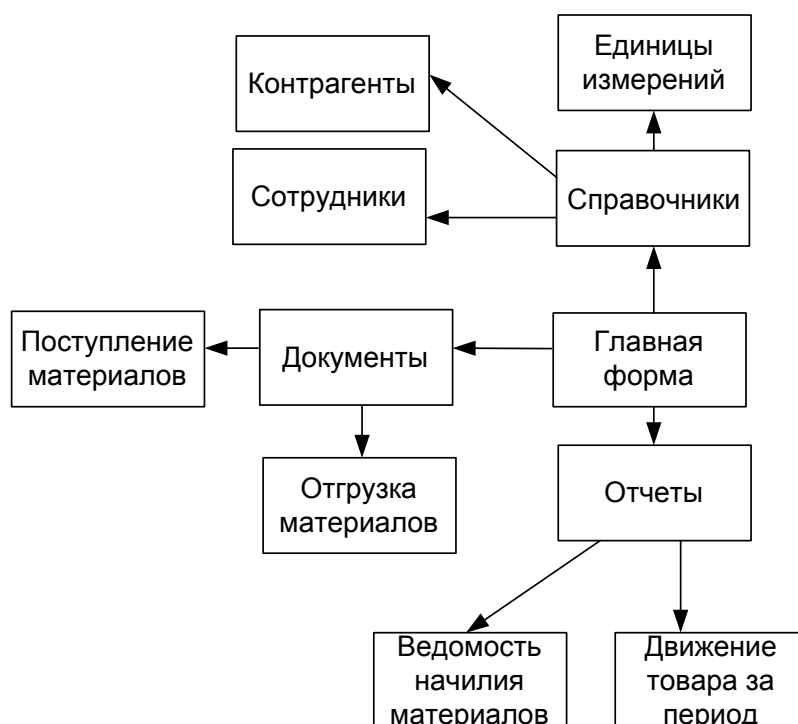 Единицы
измерений
Контрагенты
Сотрудники
Справочники
Поступление
материалов
Документы
Главная
форма
Отгрузка
материалов
Отчеты
Ведомость
начилия
материалов
Движение
товара за
период